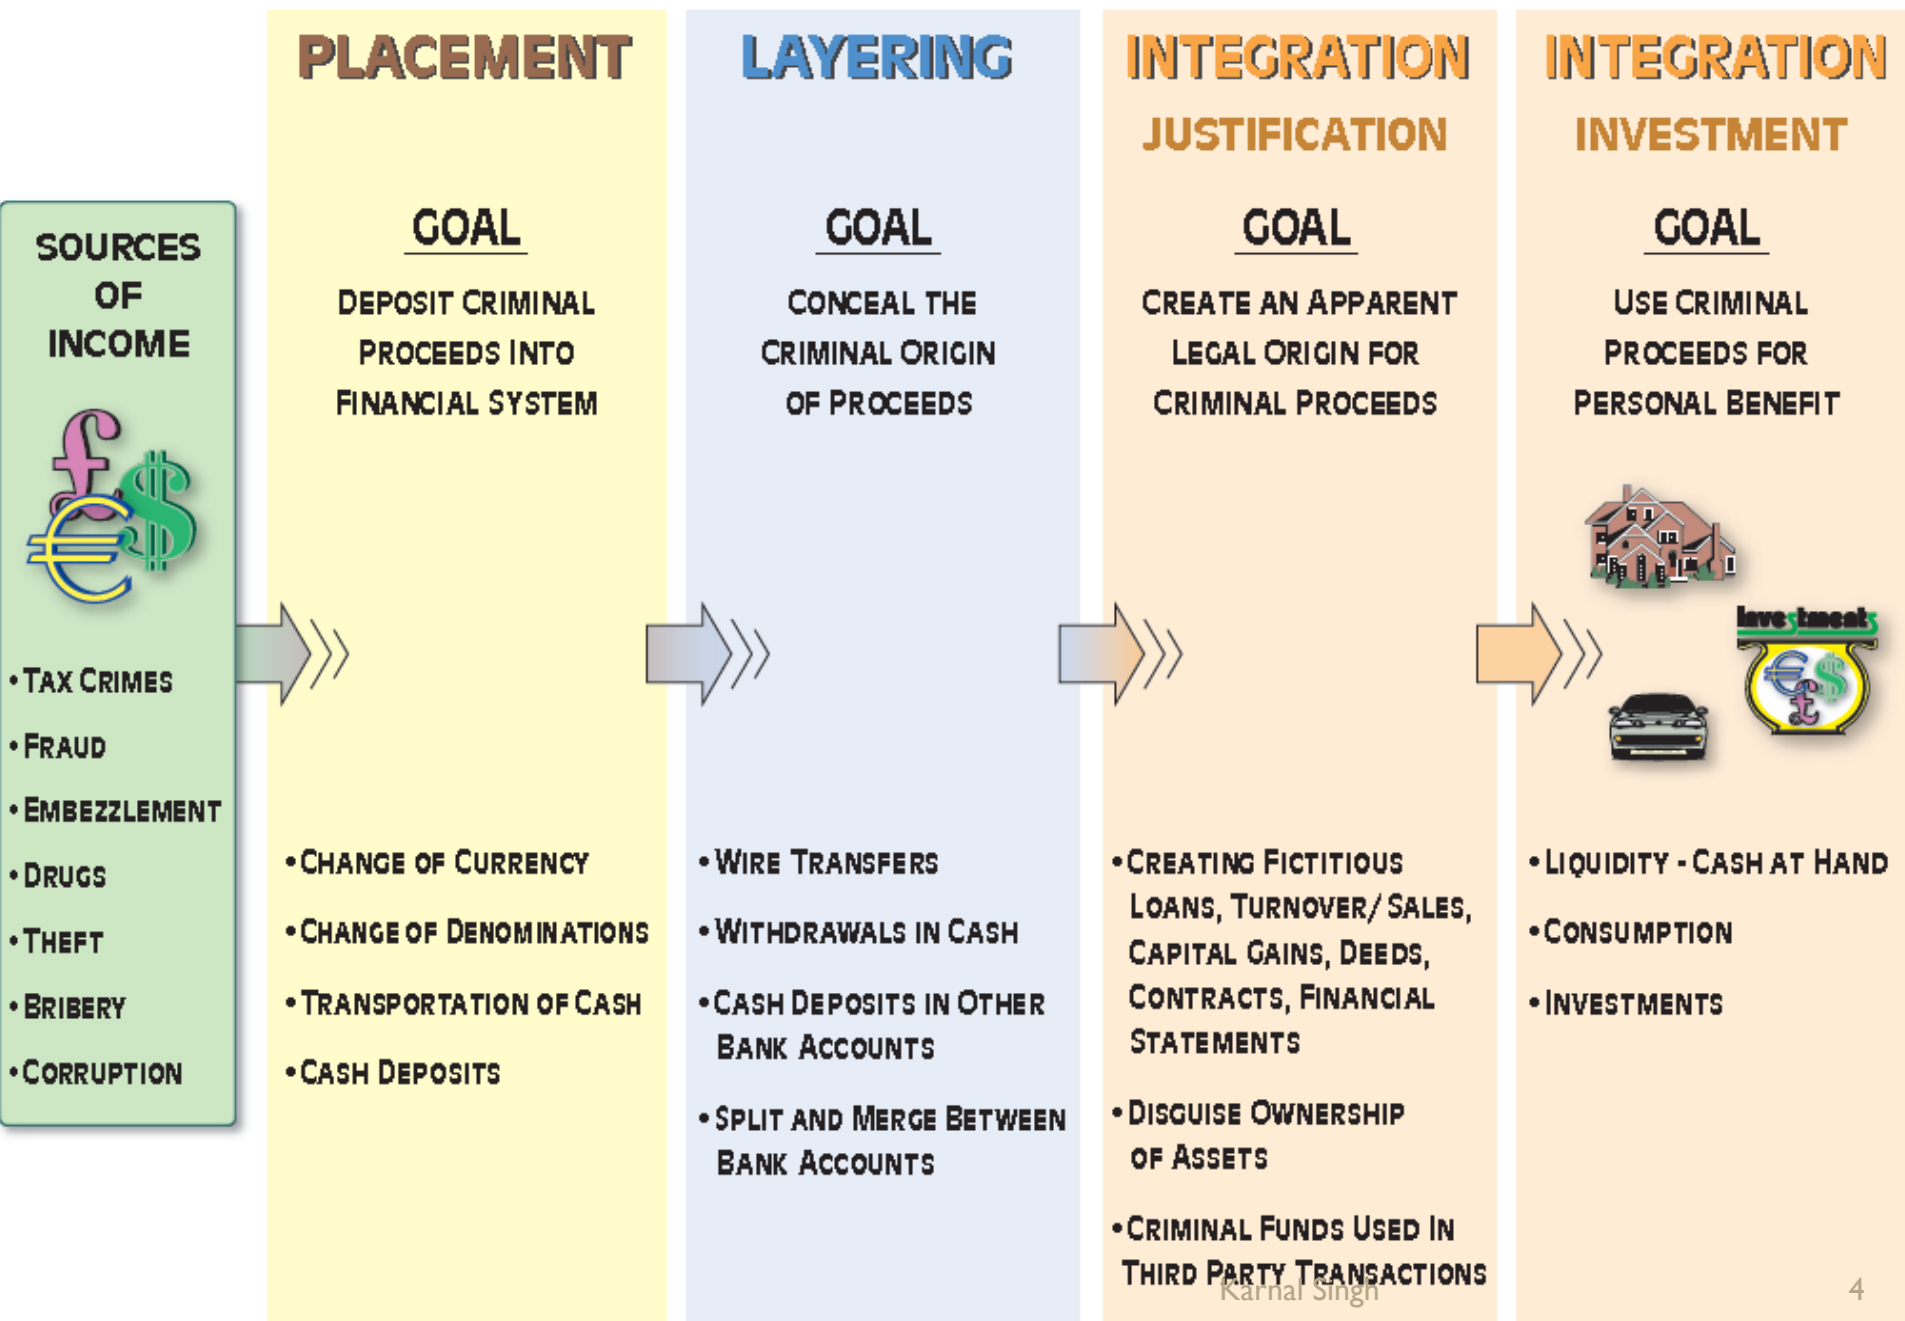 SOURCES
OF
INCOME
£
$
€
• TAX CRIMES
• FRAUD
• EMBEZZLEMENT
• DRUGS
• THEFT
• BRIBERY
• CORRUPTION
PLACEMENT
GOAL
DEPOSIT CRIMINAL
PROCEEDS INTO
FINANCIAL SYSTEM
• CHANGE OF CURRENCY
• CHANGE OF DENOMINATIONS
• TRANSPORTATION OF CASH
• CASH DEPOSITS
LAYERING
GOAL
CONCEAL THE
CRIMINAL ORIGIN
OF PROCEEDS
• WIRE TRANSFERS
• WITHDRAWALS IN CASH
• CASH DEPOSITS IN OTHER
BANK ACCOUNTS
• SPLIT AND MERGE BETWEEN
BANK ACCOUNTS
INTEGRATION
JUSTIFICATION
GOAL
CREATE AN APPARENT
LEGAL ORIGIN FOR
CRIMINAL PROCEEDS
• CREATING FICTITIOUS
LOANS, TURNOVER/ SALES,
CAPITAL GAINS, DEEDS,
CONTRACTS, FINANCIAL
STATEMENTS
• DISGUISE OWNERSHIP
OF ASSETS
• CRIMINAL FUNDS USED IN
THIRD PARTY TRANSACTIONS
INTEGRATION
INVESTMENT
GOAL
USE CRIMINAL
PROCEEDS FOR
PERSONAL BENEFIT
Investments
€ $
£
• LIQUIDITY - CASH AT HAND
• CONSUMPTION
• INVESTMENTS
Karnal Singh
4